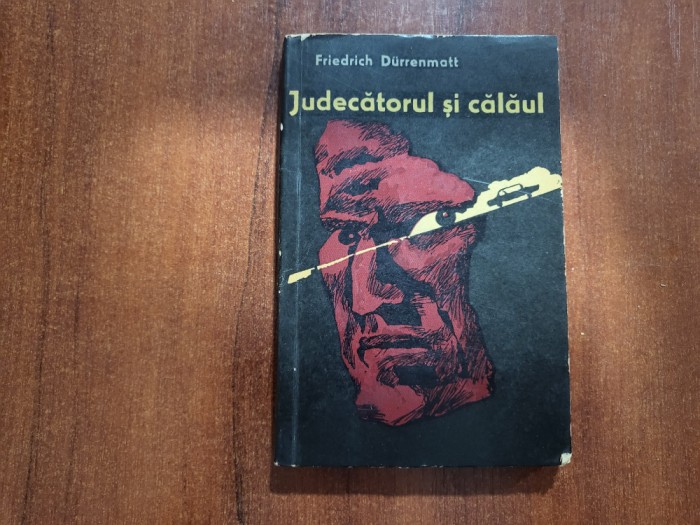 Friedrich Dürrenmatt
Judecătorul și călăul